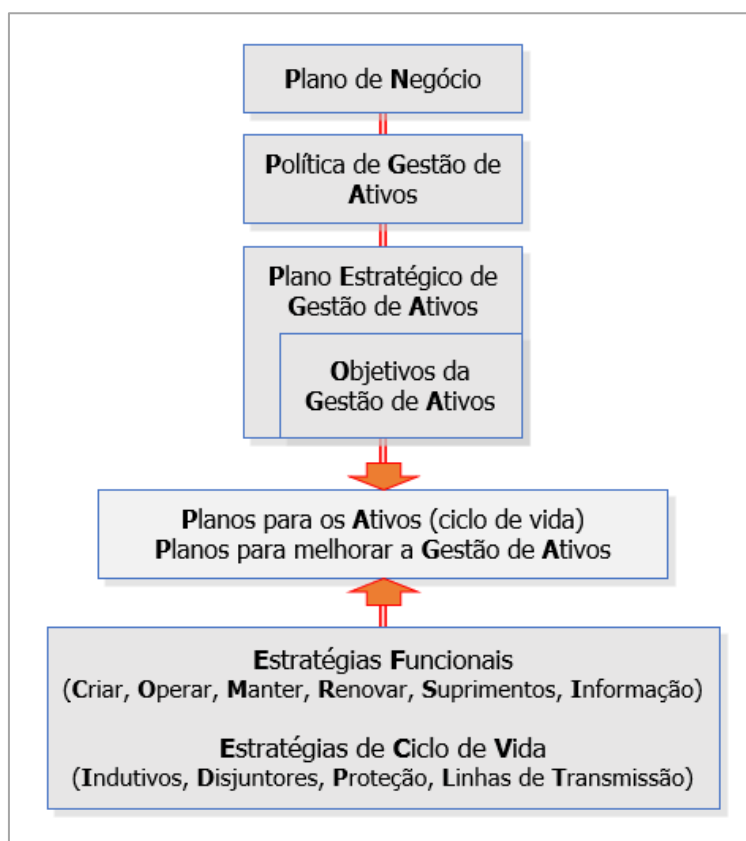 Plano de Negócio
Política de Gestão de
Ativos
Plano Estratégico de
Gestão de Ativos
Objetivos da
Gestão de Ativos
Planos para os Ativos (ciclo de vida)
Planos para melhorar a Gestão de Ativos
Estratégias Funcionais
(Criar, Operar, Manter, Renovar, Suprimentos, Informação)
Estratégias de Ciclo de Vida
(Indutivos, Disjuntores, Proteção, Linhas de Transmissão)